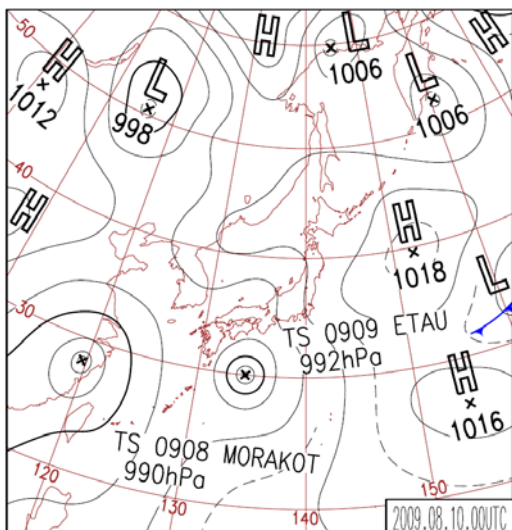 50
H
1012
L
998
H
L
1006
L
1006
H
40
H
H
1018
L
30
TS 0909 ETAU
992hPa
H
1016
TS 0908 MORAKOT
990hPa
120
130
140
150
2009.08.10.00UTC